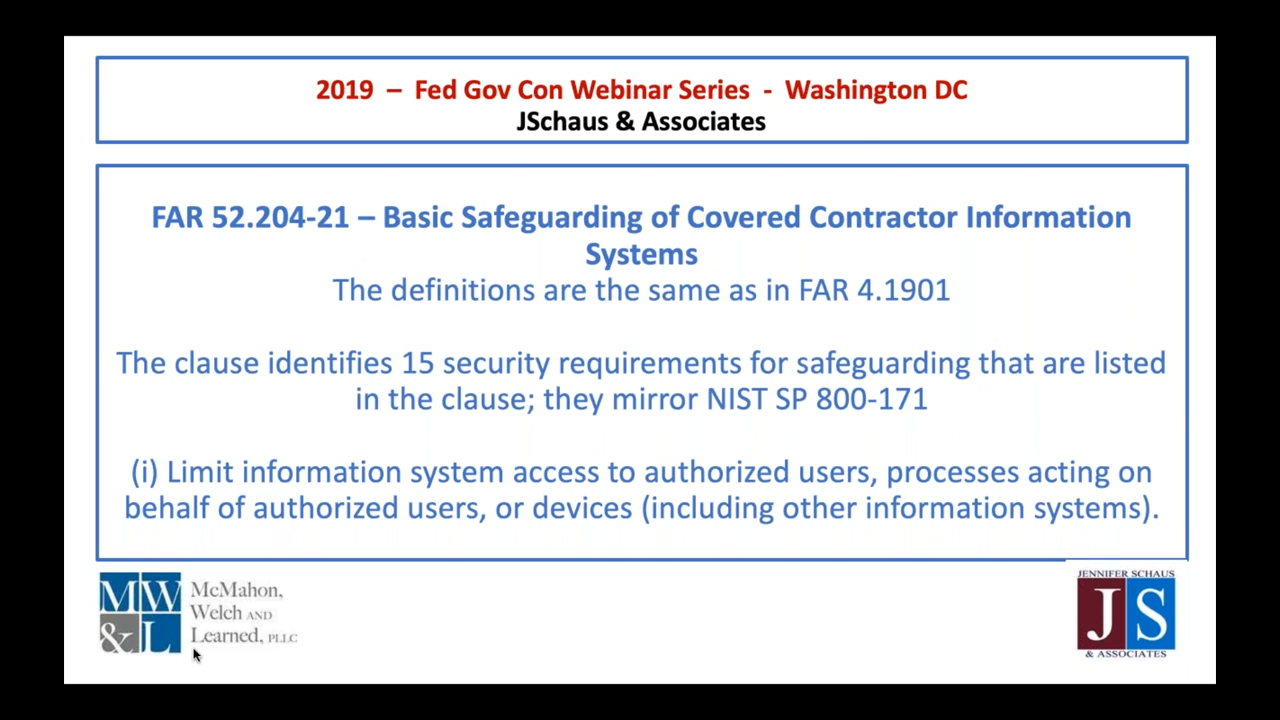 2019 – Fed Gov Con Webinar Series - Washington DC
JSchaus & Associates
FAR 52.204-21 – Basic Safeguarding of Covered Contractor Information
Systems
The definitions are the same as in FAR 4.1901
The clause identifies 15 security requirements for safeguarding that are listed
in the clause; they mirror NIST SP 800-171
(i) Limit information system access to authorized users, processes acting on
behalf of authorized users, or devices (including other information systems).
MW
&L
McMahon,
Welch AND
Learned, PLLC
JENNIFER SCHAUS
JS
& ASSOCIATES